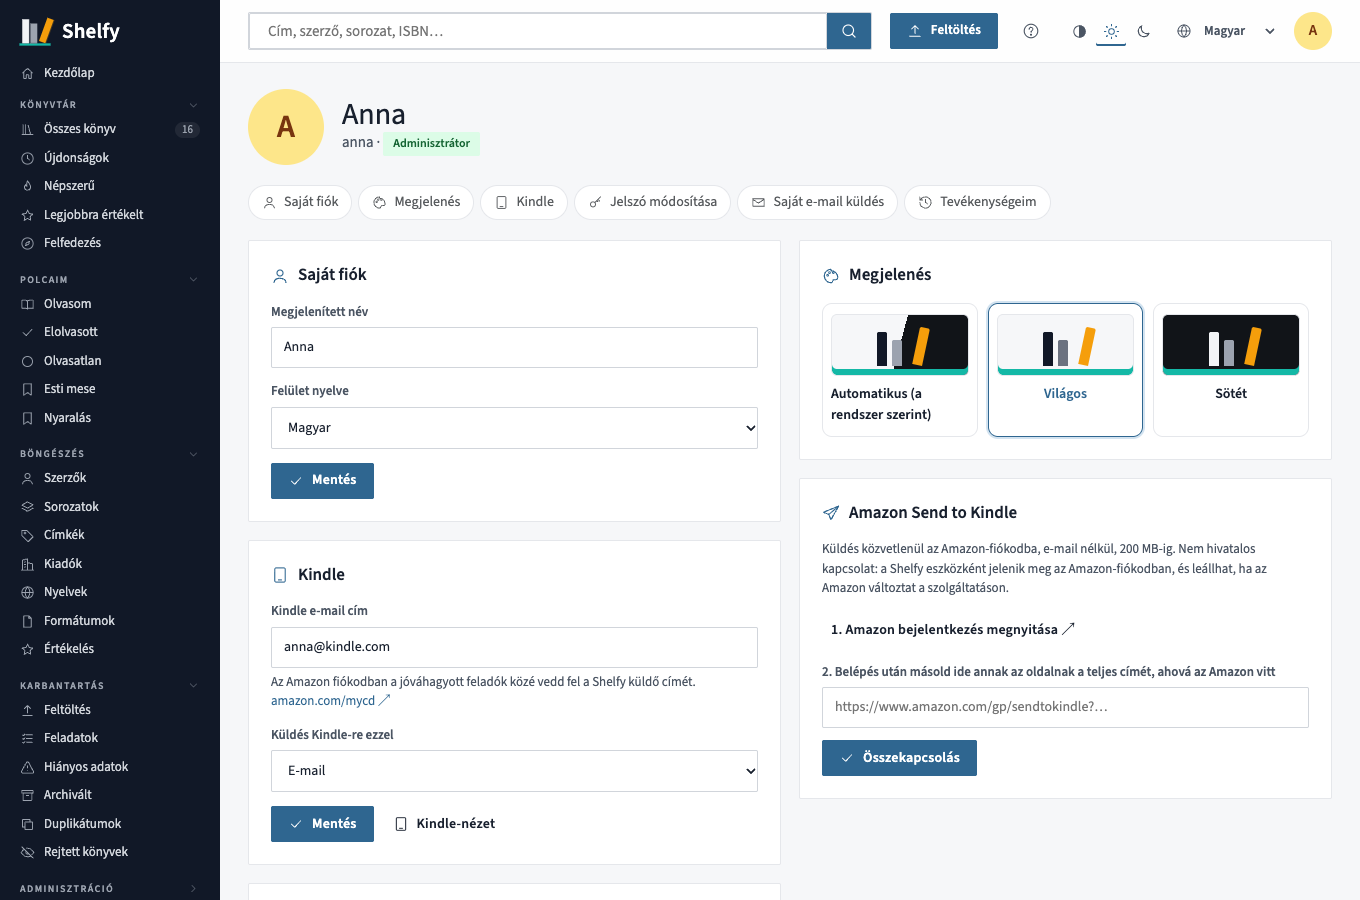 Shelfy
Kezdőlap
KÖNYVTÁR
Összes könyv 16
Újdonságok
Népszerű
Legjobbra értékelt
Felfedezés
POLCAIM
Olvasom
Elolvasott
Olvasatlan
Esti mese
Nyaralás
BÖNGÉSZÉS
Szerzők
Sorozatok
Címkék
Kiadók
Nyelvek
Formátumok
Értékelés
KARBANTARTÁS
Feltöltés
Feladatok
Hiányos adatok
Archivált
Duplikátumok
Rejtett könyvek
ADMINISZTRÁCIÓ
Cím, szerző, sorozat, ISBN…
Feltöltés
Magyar
A
A
Anna
anna · Adminisztrátor
Saját fiók
Megjelenés
Kindle
Jelszó módosítása
Saját e-mail küldés
Tevékenységeim
Saját fiók
Megjelenített név
Anna
Felület nyelve
Magyar
Mentés
Kindle
Kindle e-mail cím
anna@kindle.com
Az Amazon fiókodban a jóváhagyott feladók közé vedd fel a Shelfy küldő címét.
amazon.com/mycd
Küldés Kindle-re ezzel
E-mail
Mentés
Kindle-nézet
Megjelenés
Automatikus (a
rendszer szerint)
Világos
Sötét
Amazon Send to Kindle
Küldés közvetlenül az Amazon-fiókodba, e-mail nélkül, 200 MB-ig. Nem hivatalos
kapcsolat: a Shelfy eszközként jelenik meg az Amazon-fiókodban, és leállhat, ha az
Amazon változtat a szolgáltatáson.
1. Amazon bejelentkezés megnyitása
2. Belépés után másold ide annak az oldalnak a teljes címét, ahová az Amazon vitt
https://www.amazon.com/gp/sendtokindle?…
Összekapcsolás